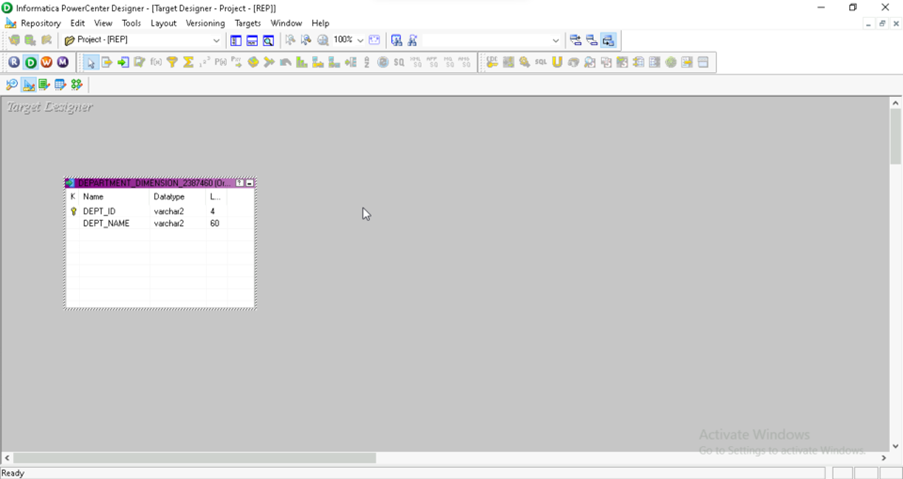 Informatica PowerCenter Designer - [Target Designer - Project - [REP]]
Repository Edit View Tools Layout Versioning Targets Window Help
Project - [REP] 100%
R D W M f(x) SQL
Target Designer
DEPARTMENT_DIMENSION_2387460 (Or...
K Name Datatype L...
DEPT_ID varchar2 4
DEPT_NAME varchar2 60
Activate Windows
Go to Settings to activate Windows.
Ready